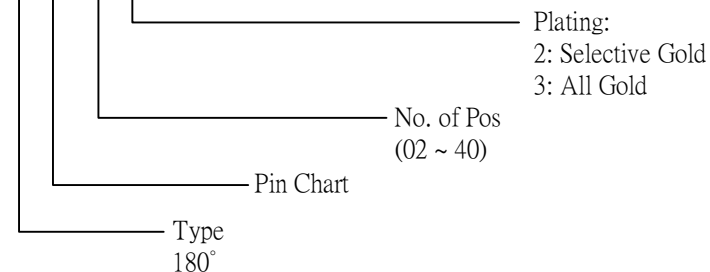 Plating:
2: Selective Gold
3: All Gold
No. of Pos
(02 ~ 40)
Pin Chart
Type
180°